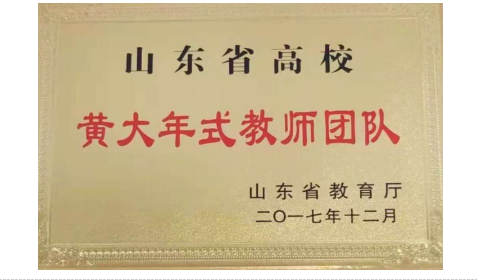 山东省高校
黄大年式教师团队
山东省教育厅
二〇一七年十二月